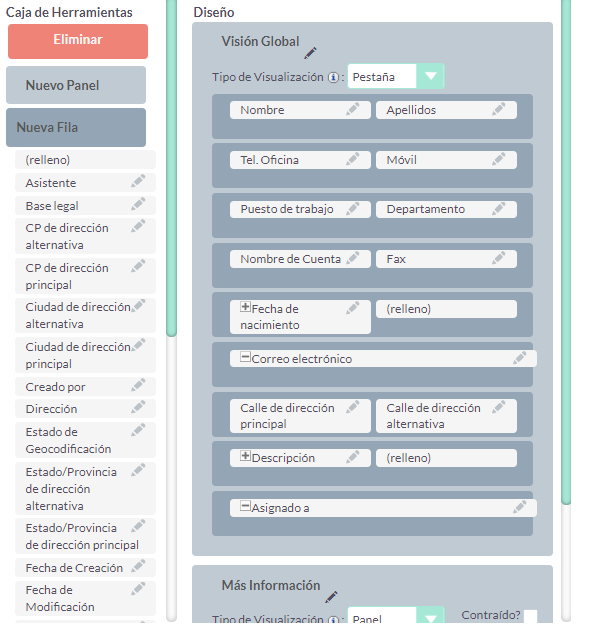 Caja de Herramientas
Eliminar
Nuevo Panel
Nueva Fila
(relleno)
Asistente
Base legal
CP de dirección
alternativa
CP de dirección
principal
Ciudad de dirección
alternativa
Ciudad de dirección
principal
Creado por
Dirección
Estado de
Geocodificación
Estado/Provincia
de dirección
alternativa
Estado/Provincia
de dirección principal
Fecha de Creación
Fecha de
Modificación
Diseño
Visión Global
Tipo de Visualización i : Pestaña
Nombre Apellidos
Tel. Oficina Móvil
Puesto de trabajo Departamento
Nombre de Cuenta Fax
Fecha de
nacimiento
(relleno)
Correo electrónico
Calle de dirección
principal
Calle de dirección
alternativa
Descripción (relleno)
Asignado a
Más Información
Tipo de Visualización i : Panel Contraído?